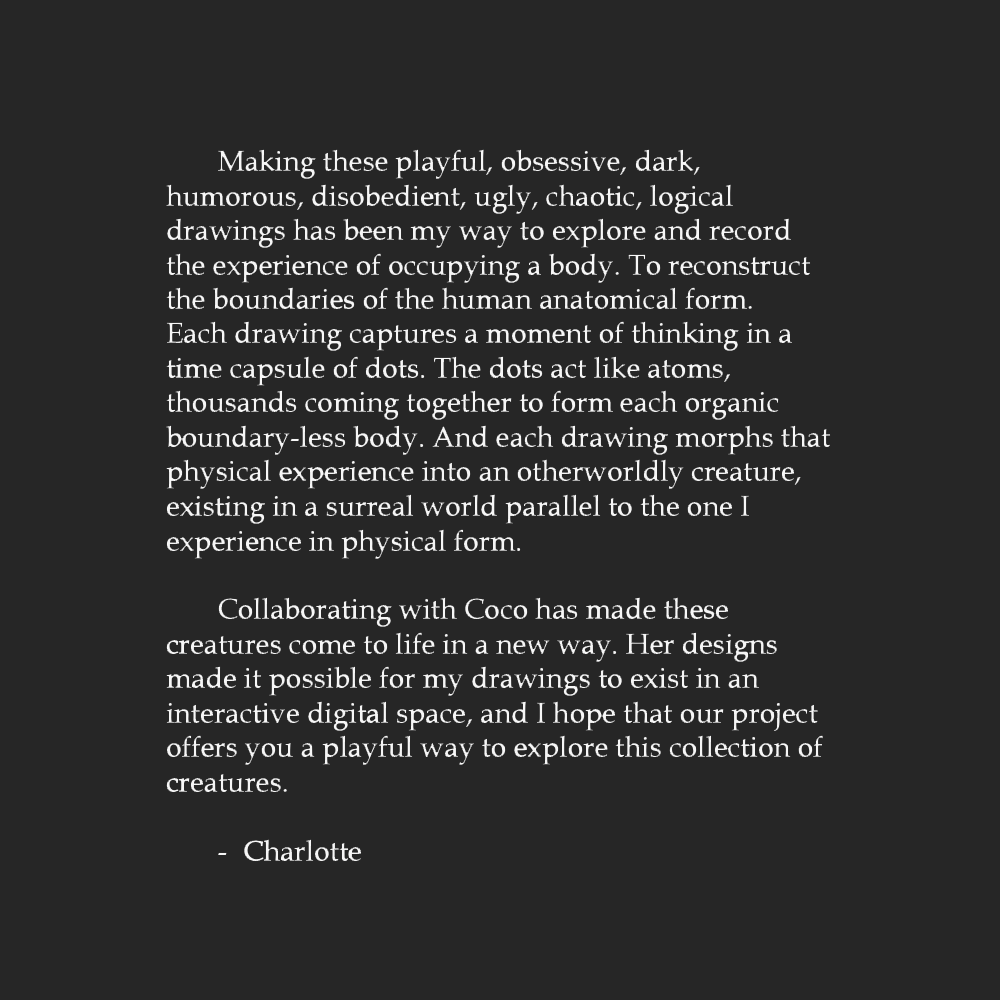 Making these playful, obsessive, dark,
humorous, disobedient, ugly, chaotic, logical
drawings has been my way to explore and record
the experience of occupying a body. To reconstruct
the boundaries of the human anatomical form.
Each drawing captures a moment of thinking in a
time capsule of dots. The dots act like atoms,
thousands coming together to form each organic
boundary-less body. And each drawing morphs that
physical experience into an otherworldly creature,
existing in a surreal world parallel to the one I
experience in physical form.
Collaborating with Coco has made these
creatures come to life in a new way. Her designs
made it possible for my drawings to exist in an
interactive digital space, and I hope that our project
offers you a playful way to explore this collection of
creatures.
- Charlotte